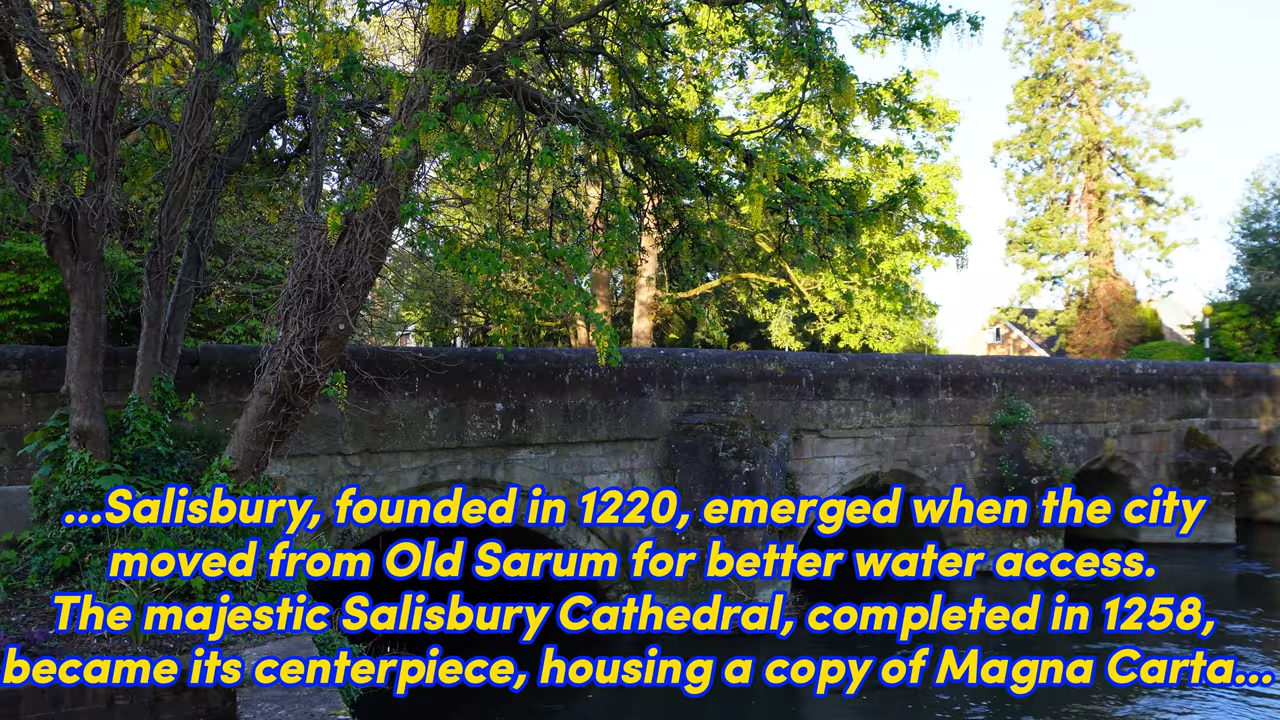 ...Salisbury, founded in 1220, emerged when the city
moved from Old Sarum for better water access.
The majestic Salisbury Cathedral, completed in 1258,
became its centerpiece, housing a copy of Magna Carta...